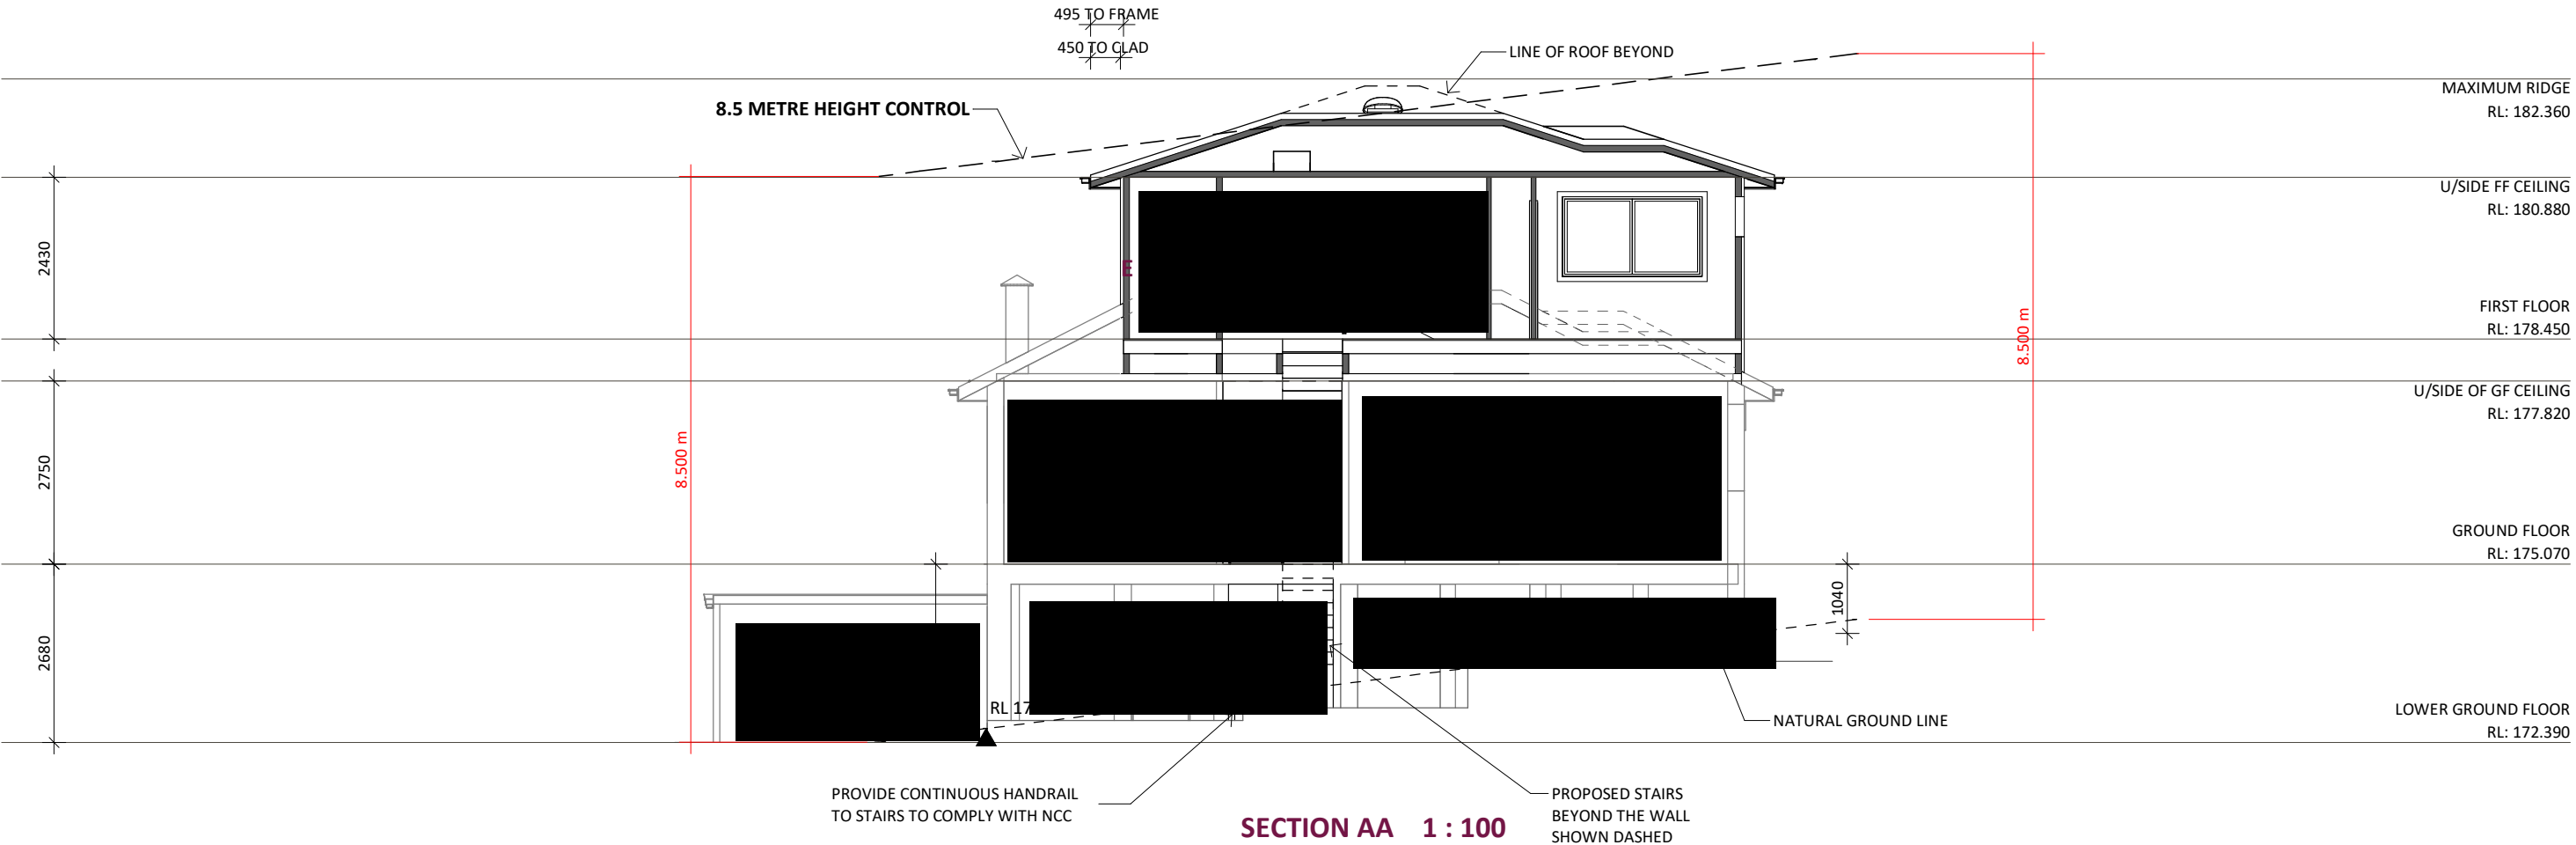 495 TO FRAME
450 TO CLAD
LINE OF ROOF BEYOND
8.5 METRE HEIGHT CONTROL
MAXIMUM RIDGE
RL: 182.360
U/SIDE FF CEILING
RL: 180.880
2430
E
FIRST FLOOR
RL: 178.450
8.500 m
U/SIDE OF GF CEILING
RL: 177.820
8.500 m
2750
GROUND FLOOR
RL: 175.070
1040
2680
RL 17
NATURAL GROUND LINE
LOWER GROUND FLOOR
RL: 172.390
PROVIDE CONTINUOUS HANDRAIL
TO STAIRS TO COMPLY WITH NCC
PROPOSED STAIRS
BEYOND THE WALL
SHOWN DASHED
SECTION AA 1 : 100